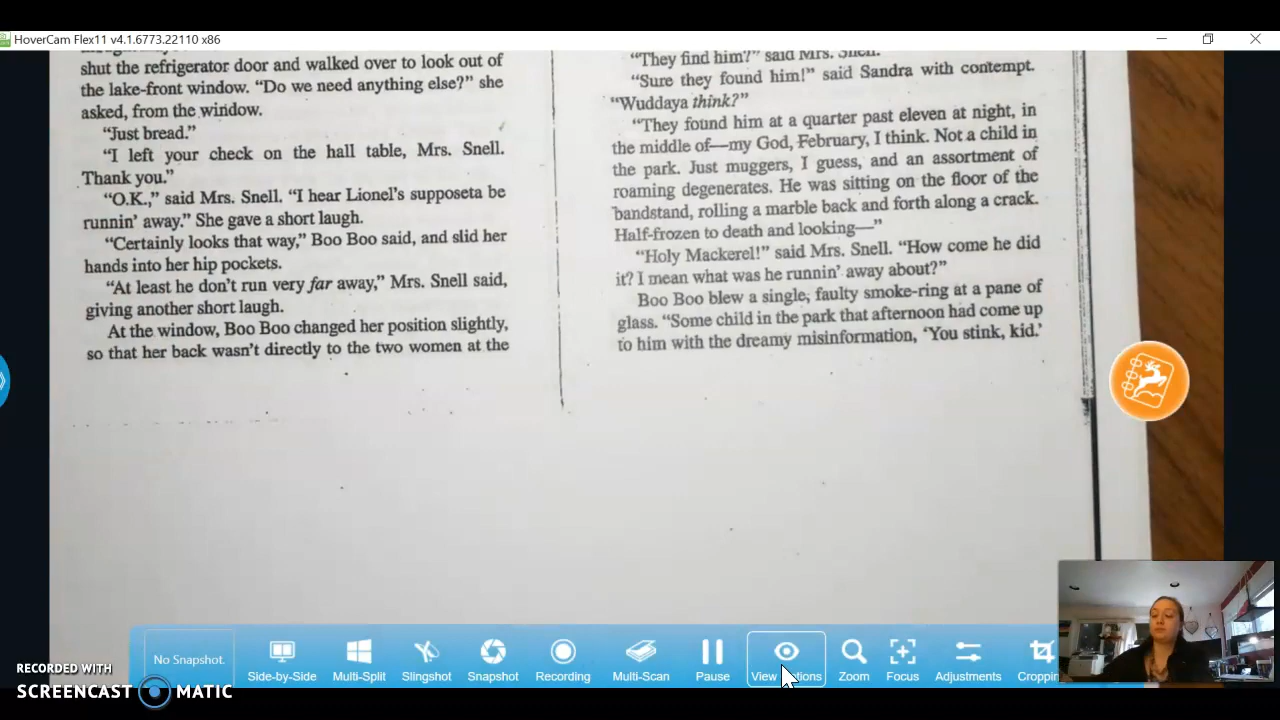 HoverCam Flex11 v4.1.6773.22110 x86
shut the refrigerator door and walked over to look out of
the lake-front window. “Do we need anything else?” she
asked, from the window.
“Just bread.”
“I left your check on the hall table, Mrs. Snell.
Thank you.”
“O.K.,” said Mrs. Snell. “I hear Lionel’s supposeta be
runnin’ away.” She gave a short laugh.
“Certainly looks that way,” Boo Boo said, and slid her
hands into her hip pockets.
“At least he don’t run very far away,” Mrs. Snell said,
giving another short laugh.
At the window, Boo Boo changed her position slightly,
so that her back wasn’t directly to the two women at the
“They find him?” said Mrs. Snell.
“Sure they found him!” said Sandra with contempt.
“Wuddaya think?”
“They found him at a quarter past eleven at night, in
the middle of—my God, February, I think. Not a child in
the park. Just muggers, I guess, and an assortment of
roaming degenerates. He was sitting on the floor of the
bandstand, rolling a marble back and forth along a crack.
Half-frozen to death and looking—”
“Holy Mackerel!” said Mrs. Snell. “How come he did
it? I mean what was he runnin’ away about?”
Boo Boo blew a single, faulty smoke-ring at a pane of
glass. “Some child in the park that afternoon had come up
to him with the dreamy misinformation, ‘You stink, kid.’
No Snapshot.
Side-by-Side
Multi-Split
Slingshot
Snapshot
Recording
Multi-Scan
Pause
View
Zoom
Focus
Adjustments
Croppin
RECORDED WITH
SCREENCAST MATIC